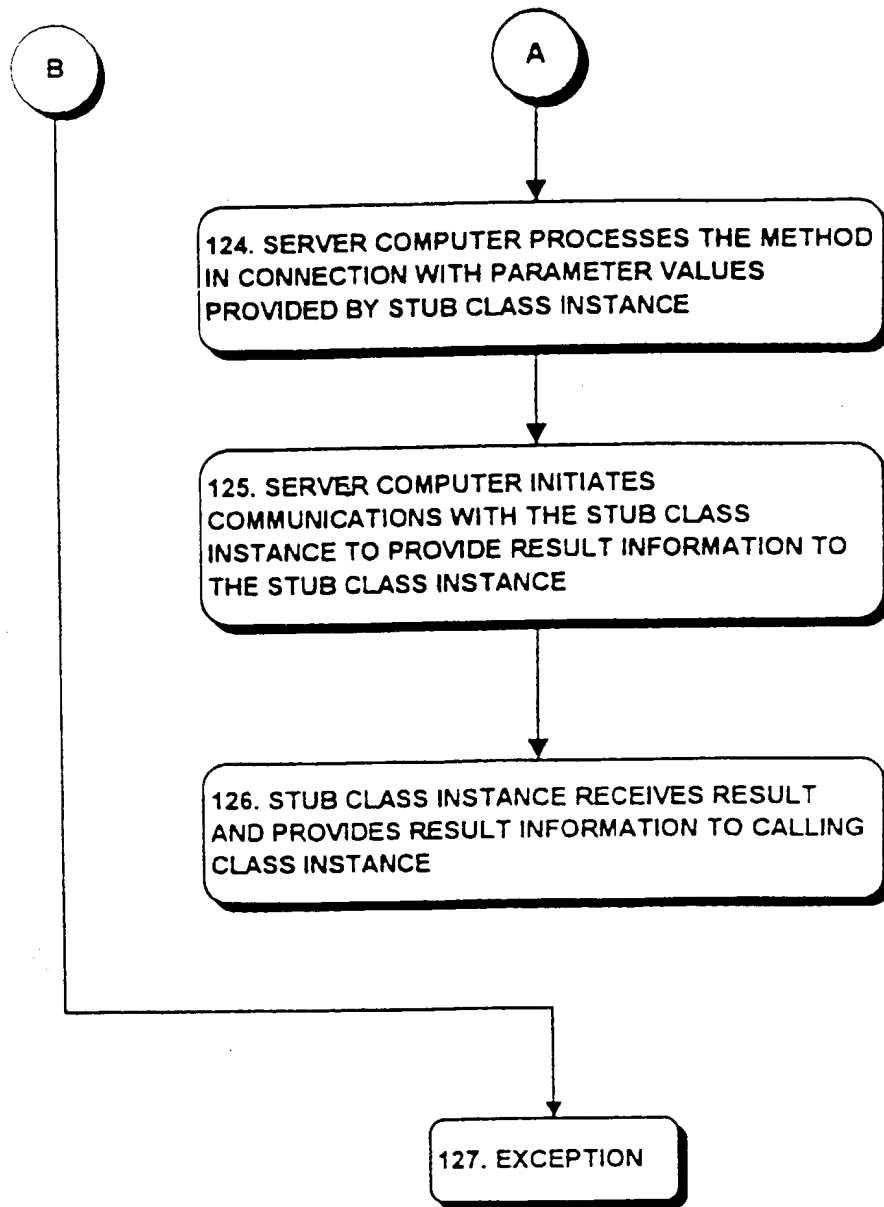 B
A
124. SERVER COMPUTER PROCESSES THE METHOD
IN CONNECTION WITH PARAMETER VALUES
PROVIDED BY STUB CLASS INSTANCE
125. SERVER COMPUTER INITIATES
COMMUNICATIONS WITH THE STUB CLASS
INSTANCE TO PROVIDE RESULT INFORMATION TO
THE STUB CLASS INSTANCE
126. STUB CLASS INSTANCE RECEIVES RESULT
AND PROVIDES RESULT INFORMATION TO CALLING
CLASS INSTANCE
127. EXCEPTION